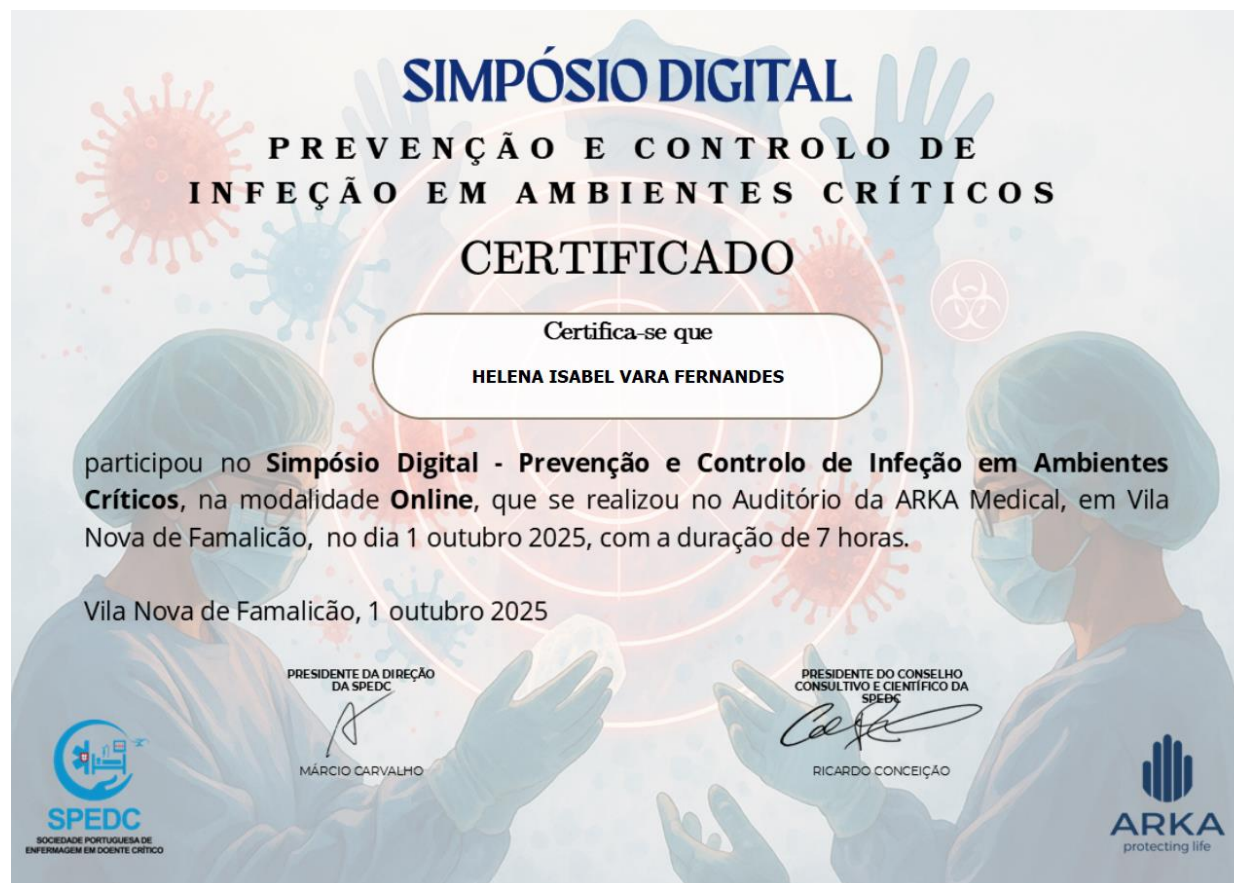 SIMPÓSIO DIGITAL
PREVENÇÃO E CONTROLO DE
INFEÇÃO EM AMBIENTES CRÍTICOS
CERTIFICADO
Certifica-se que
HELENA ISABEL VARA FERNANDES
participou no Simpósio Digital - Prevenção e Controlo de Infeção em Ambientes
Críticos, na modalidade Online, que se realizou no Auditório da ARKA Medical, em Vila
Nova de Famalicão, no dia 1 outubro 2025, com a duração de 7 horas.
Vila Nova de Famalicão, 1 outubro 2025
PRESIDENTE DA DIREÇÃO
DA SPEDC
MÁRCIO CARVALHO
PRESIDENTE DO CONSELHO
CONSULTIVO E CIENTÍFICO DA
SPEDC
RICARDO CONCEIÇÃO
SPEDC
SOCIEDADE PORTUGUESA DE
ENFERMAGEM EM DOENTE CRÍTICO
ARKA
protecting life